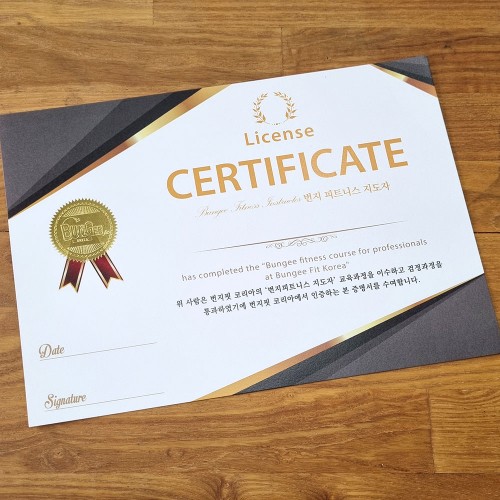 License
CERTIFICATE
Bungee Fitness Instructor 번지 피트니스 지도자
has completed the "Bungee fitness course for professionals
at Bungee Fit Korea"
위 사람은 번지핏 코리아의 '번지피트니스 지도자' 교육과정을 이수하고 검정과정을
통과하였기에 번지핏 코리아에서 인증하는 본 증명서를 수여합니다.
KOREA
Date
Signature